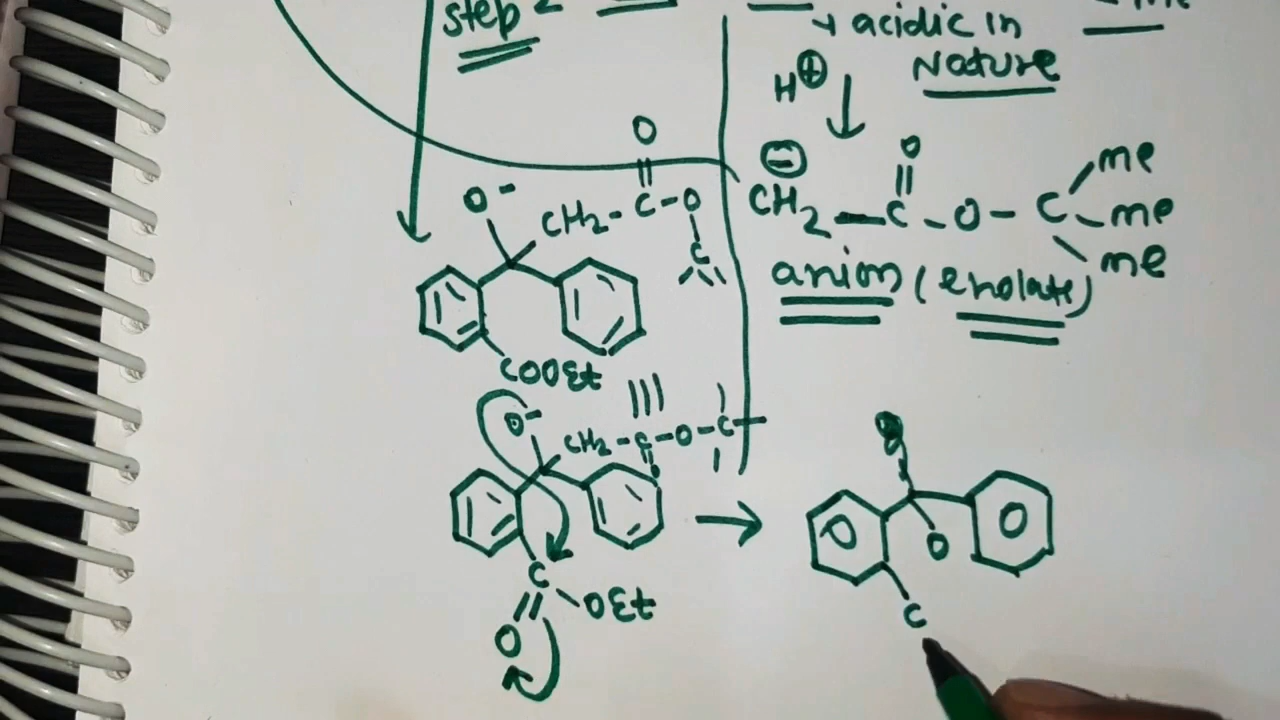 step 2
→ acidic in
Nature
H⊕
⊖
O
CH2 - C - O - C - me
me
me
anion (enolate)
O
O- CH2 - C - O
C
COOEt
O- CH2 - C - O - C
O
C
O OEt
O
C